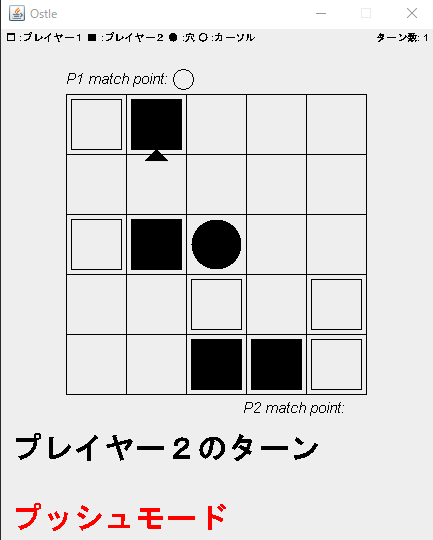 Ostle
□ :プレイヤー1 ■ :プレイヤー2 ● :穴 ○ :カーソル
ターン数: 1
P1 match point:
P2 match point:
プレイヤー2のターン
プッシュモード